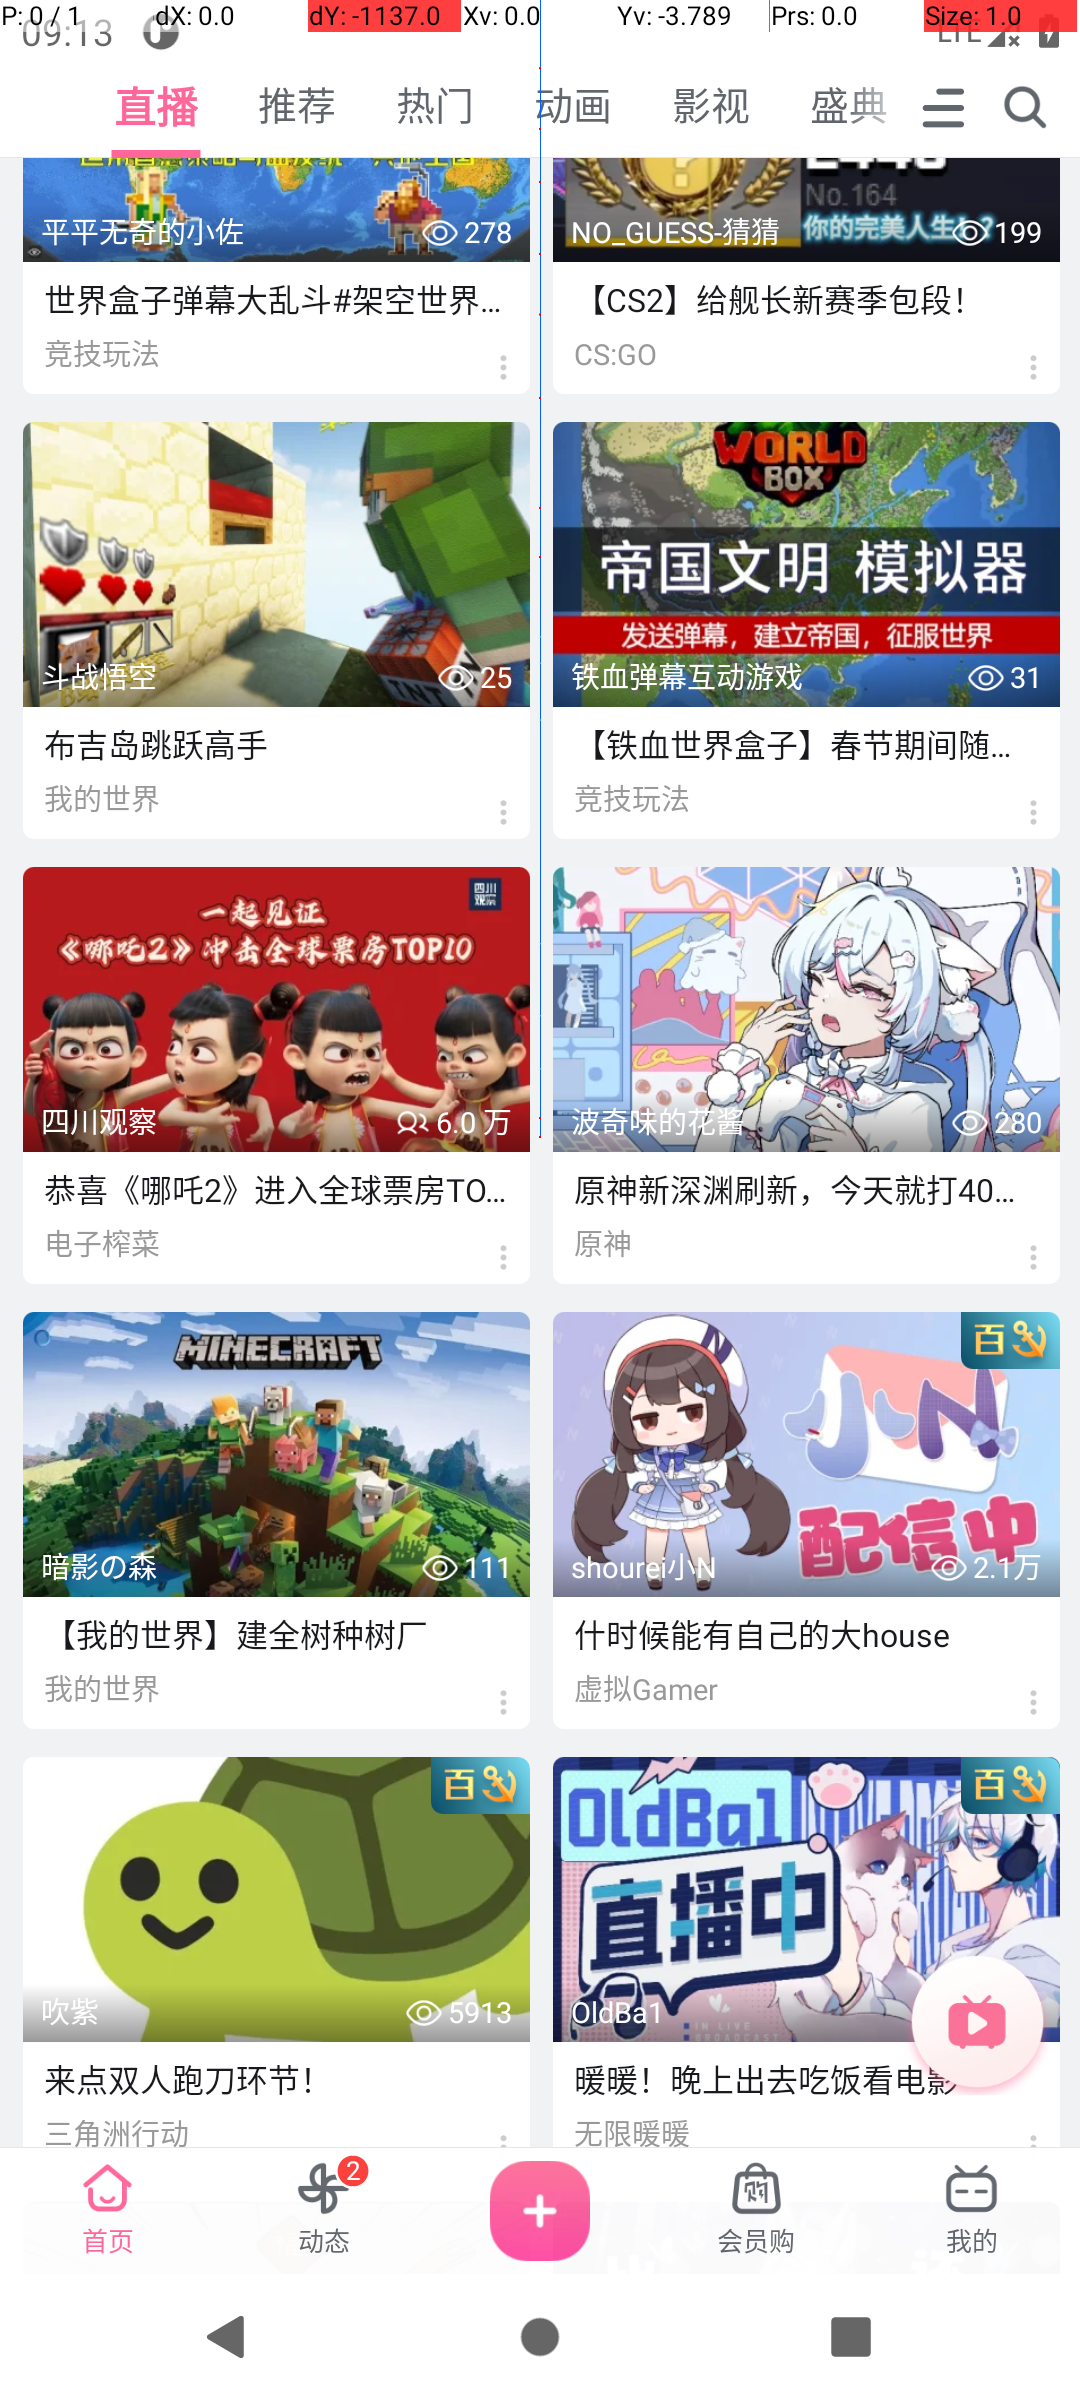 P: 0 / 1 dX: 0.0 dY: -1137.0 Xv: 0.0 Yv: -3.789 Prs: 0.0 Size: 1.0
09:13 LTE
直播 推荐 热门 动画 影视 盛典
No.164
你的完美人生
平平无奇的小佐 278
NO_GUESS-猜猜 199
世界盒子弹幕大乱斗#架空世界...
【CS2】给舰长新赛季包段！
竞技玩法
CS:GO
WORLD
BOX
帝国文明 模拟器
发送弹幕，建立帝国，征服世界
斗战悟空 25
铁血弹幕互动游戏 31
布吉岛跳跃高手
【铁血世界盒子】春节期间随...
我的世界
竞技玩法
四川
观察
一起见证
《哪吒2》冲击全球票房TOP10
四川观察 6.0 万
波奇味的花酱 280
恭喜《哪吒2》进入全球票房TO...
原神新深渊刷新，今天就打40...
电子榨菜
原神
MINECRAFT
百
小N
配信中
暗影の森 111
shourei小N 2.1万
【我的世界】建全树种树厂
什时候能有自己的大house
我的世界
虚拟Gamer
百
百
OldBa1
直播中
IN LIVE
BROADCAST
吹紫 5913
OldBa1
来点双人跑刀环节！
暖暖！晚上出去吃饭看电影
三角洲行动
无限暖暖
2
购
首页 动态 会员购 我的